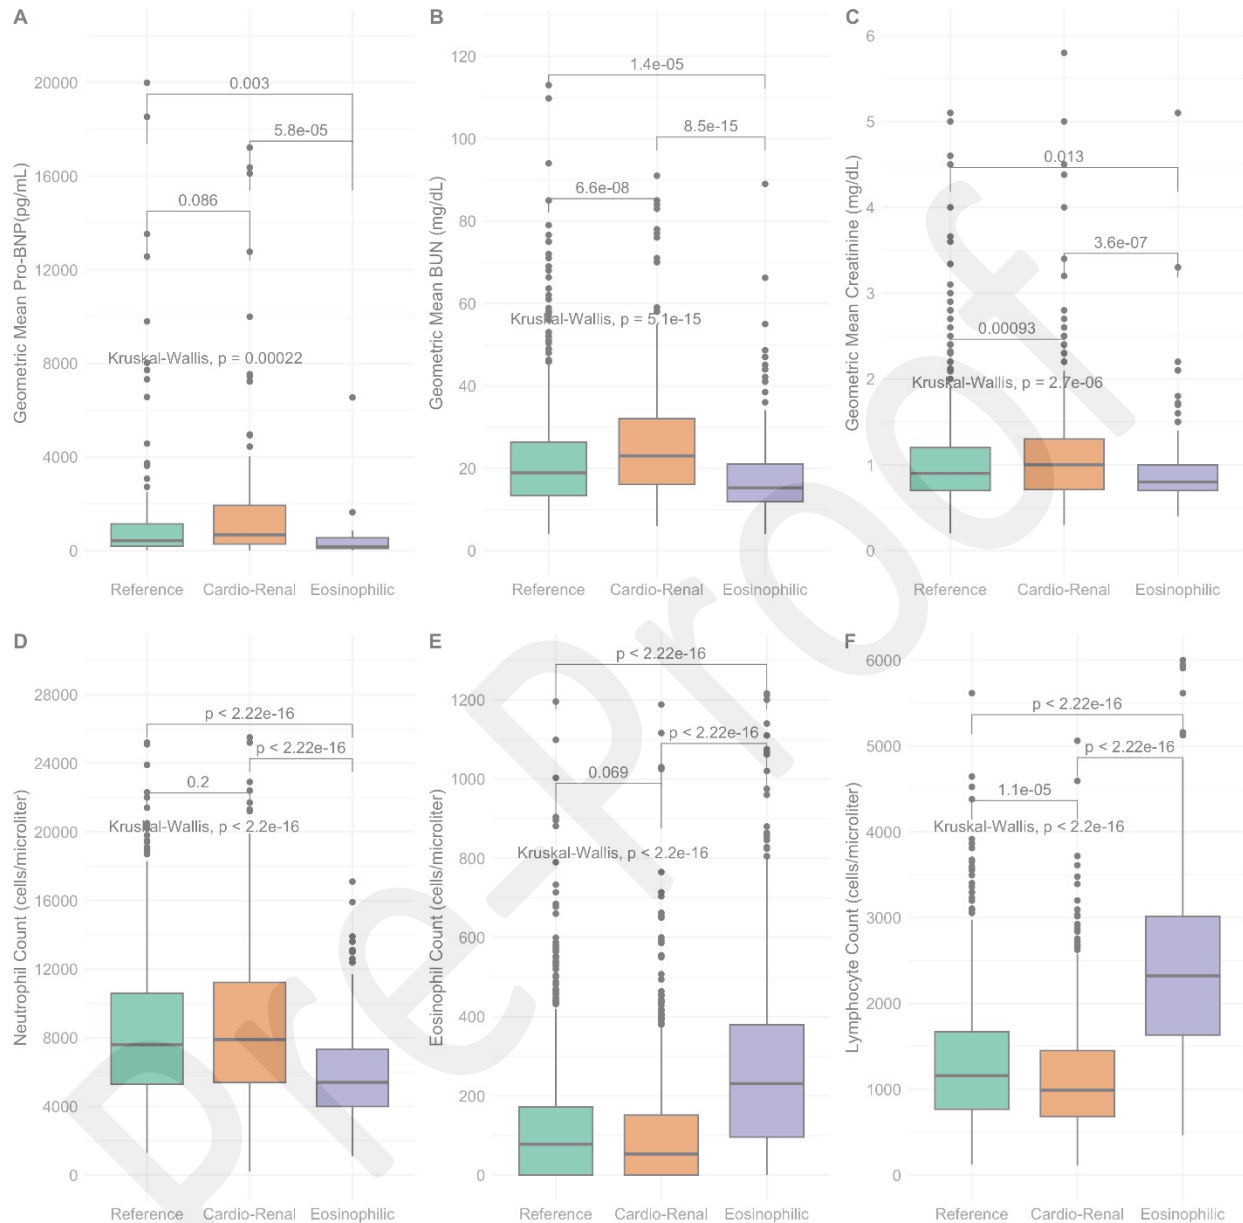 A
Geometric Mean Pro-BNP(pg/mL)
20000
16000
12000
8000
4000
0
0.003
5.8e-05
0.086
Kruskal-Wallis, p = 0.00022
Reference Cardio-Renal Eosinophilic
B
Geometric Mean BUN (mg/dL)
120
100
80
60
40
20
0
1.4e-05
8.5e-15
6.6e-08
Kruskal-Wallis, p = 5.1e-15
Reference Cardio-Renal Eosinophilic
C
Geometric Mean Creatinine (mg/dL)
6
5
4
3
2
1
0
0.013
3.6e-07
0.00093
Kruskal-Wallis, p = 2.7e-06
Reference Cardio-Renal Eosinophilic
D
Neutrophil Count (cells/microliter)
28000
24000
20000
16000
12000
8000
4000
0
p < 2.22e-16
p < 2.22e-16
0.2
Kruskal-Wallis, p < 2.2e-16
Reference Cardio-Renal Eosinophilic
E
Eosinophil Count (cells/microliter)
1200
1000
800
600
400
200
0
p < 2.22e-16
p < 2.22e-16
0.069
Kruskal-Wallis, p < 2.2e-16
Reference Cardio-Renal Eosinophilic
F
Lymphocyte Count (cells/microliter)
6000
5000
4000
3000
2000
1000
0
p < 2.22e-16
p < 2.22e-16
1.1e-05
Kruskal-Wallis, p < 2.2e-16
Reference Cardio-Renal Eosinophilic
Pre-Proof